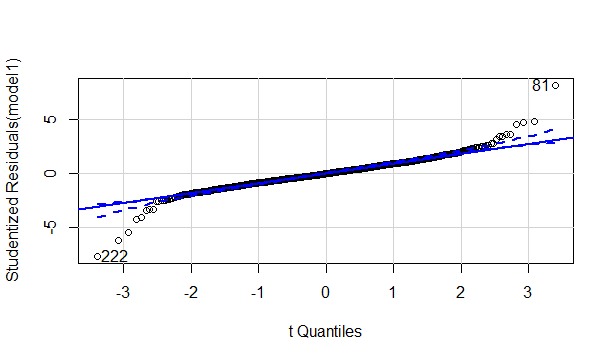 Studentized Residuals(model1)
5
0
-5
81
222
-3 -2 -1 0 1 2 3
t Quantiles